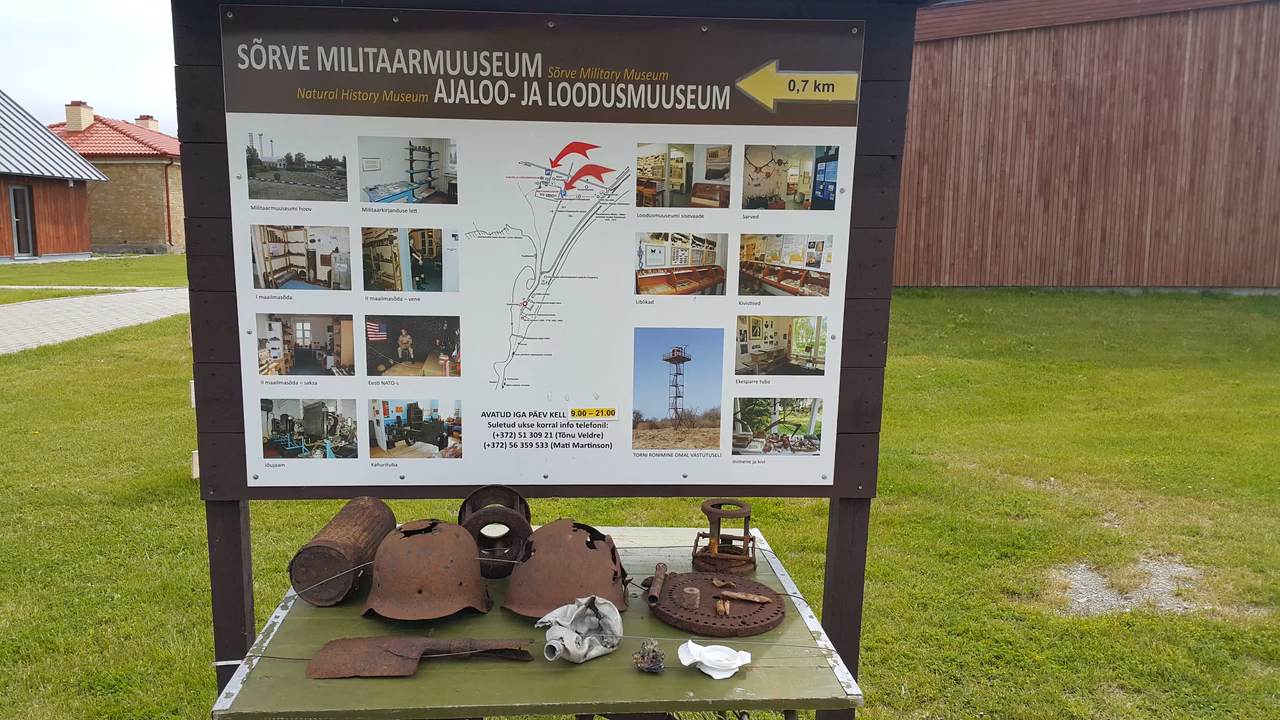 SÕRVE MILITAARMUUSEUM Sõrve Military Museum
Natural History Museum AJALOO- JA LOODUSMUUSEUM
0,7 km
Militaarmuuseumi hoov
Militaarkirjanduse lett
Loodusmuuseumi sisevaade
Sarved
I maailmasõda
II maailmasõda – vene
Liblikad
Kivistised
II maailmasõda – saksa
Eesti NATO-s
Ekesparre tuba
Jõujaam
Kahurituba
AVATUD IGA PÄEV KELL 9.00 – 21.00
Suletud ukse korral info telefonil:
(+372) 51 309 21 (Tõnu Veldre)
(+372) 56 359 533 (Mati Martinson)
TORNI RONIMINE OMAL VASTUTUSEL!
Inimene ja kivi